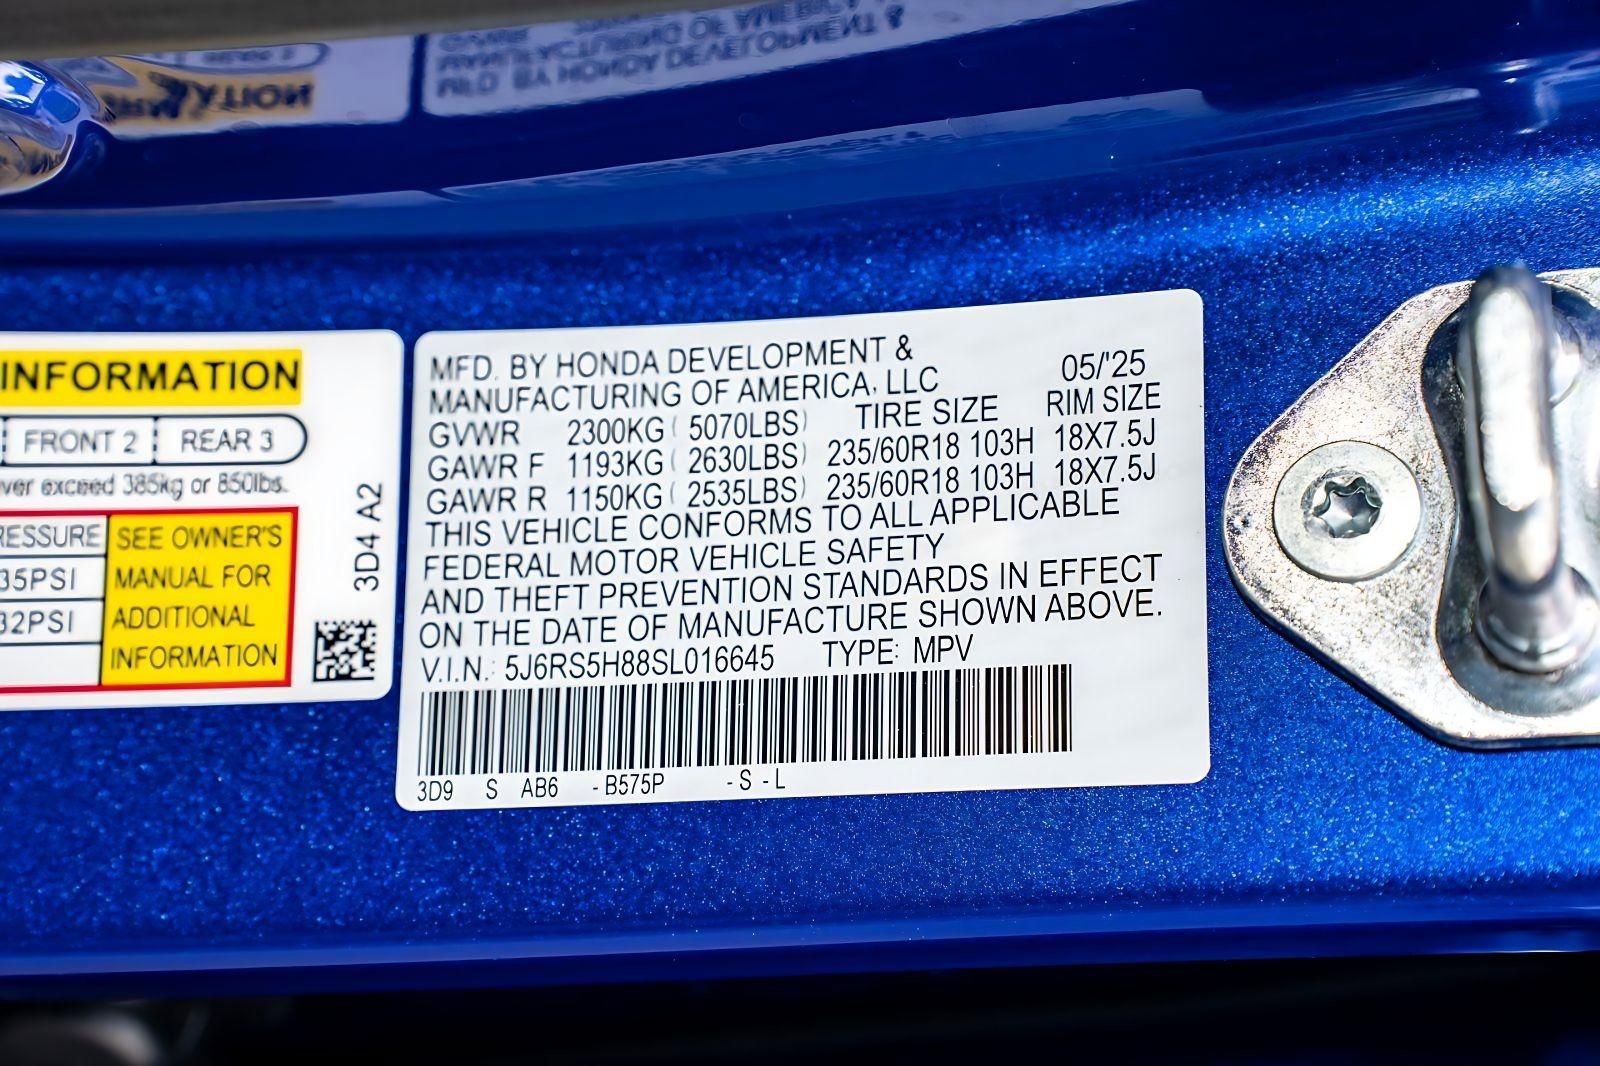 INFORMATION
FRONT 2 REAR 3
ver exceed 385kg or 850lbs.
RESSURE
35PSI
32PSI
SEE OWNER'S
MANUAL FOR
ADDITIONAL
INFORMATION
3D4 A2
MFD. BY HONDA DEVELOPMENT &
MANUFACTURING OF AMERICA, LLC 05/'25
GVWR 2300KG ( 5070LBS) TIRE SIZE RIM SIZE
GAWR F 1193KG ( 2630LBS) 235/60R18 103H 18X7.5J
GAWR R 1150KG ( 2535LBS) 235/60R18 103H 18X7.5J
THIS VEHICLE CONFORMS TO ALL APPLICABLE
FEDERAL MOTOR VEHICLE SAFETY
AND THEFT PREVENTION STANDARDS IN EFFECT
ON THE DATE OF MANUFACTURE SHOWN ABOVE.
V.I.N.: 5J6RS5H88SL016645 TYPE: MPV
3D9 S AB6 -B575P -S -L